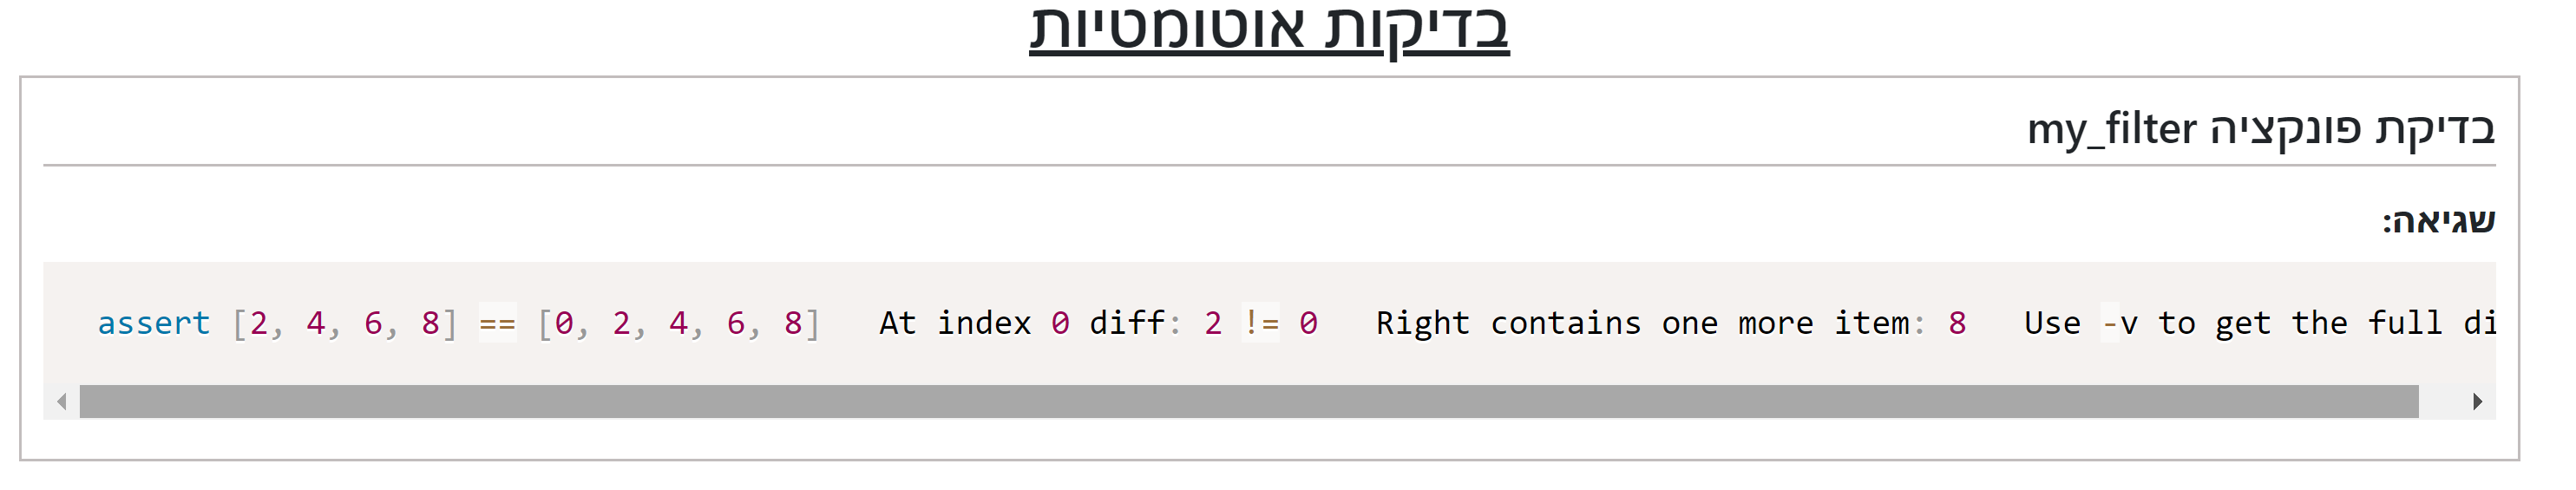 בדיקות אוטומטיות
בדיקת פונקציה my_filter
שגיאה:
assert [2, 4, 6, 8] == [0, 2, 4, 6, 8]   At index 0 diff: 2 != 0   Right contains one more item: 8   Use -v to get the full di